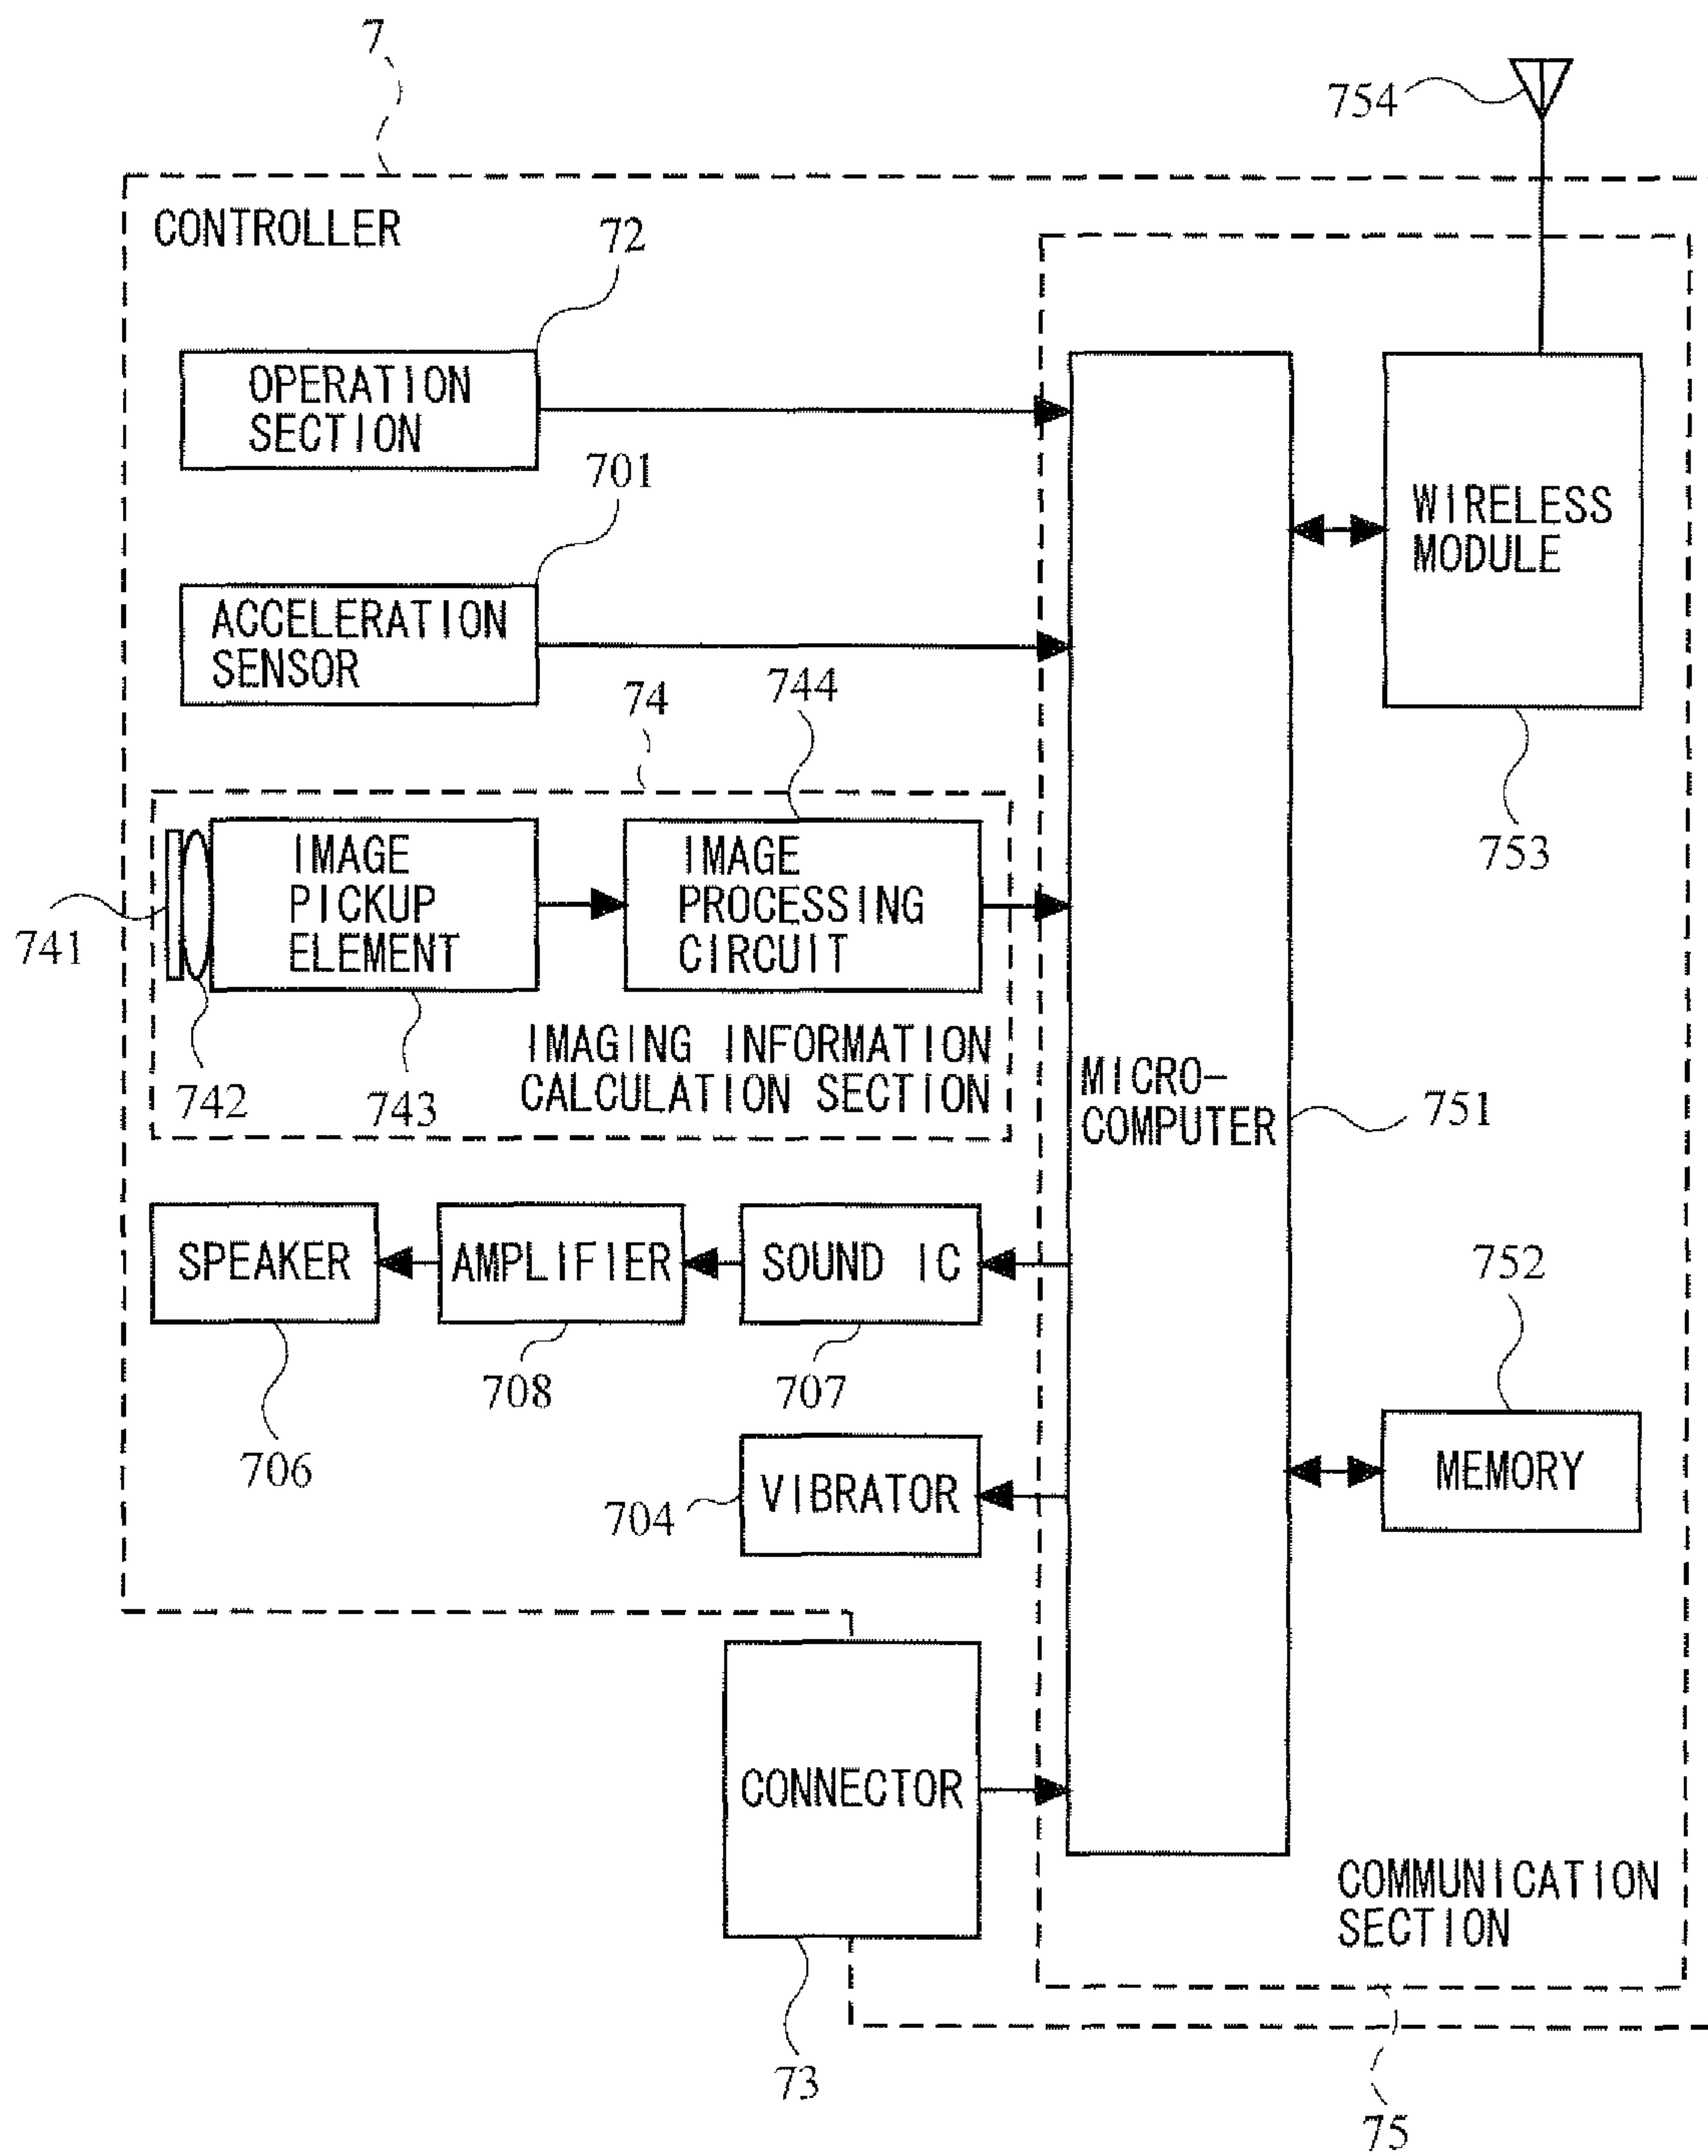 7
754
CONTROLLER
72
OPERATION
SECTION
701
WIRELESS
MODULE
ACCELERATION
SENSOR
74
744
753
IMAGE
PICKUP
ELEMENT
IMAGE
PROCESSING
CIRCUIT
741
742
743
IMAGING INFORMATION
CALCULATION SECTION
MICRO-
COMPUTER
751
SPEAKER
AMPLIFIER
SOUND IC
752
708
707
706
MEMORY
704
VIBRATOR
CONNECTOR
COMMUNICATION
SECTION
73
75